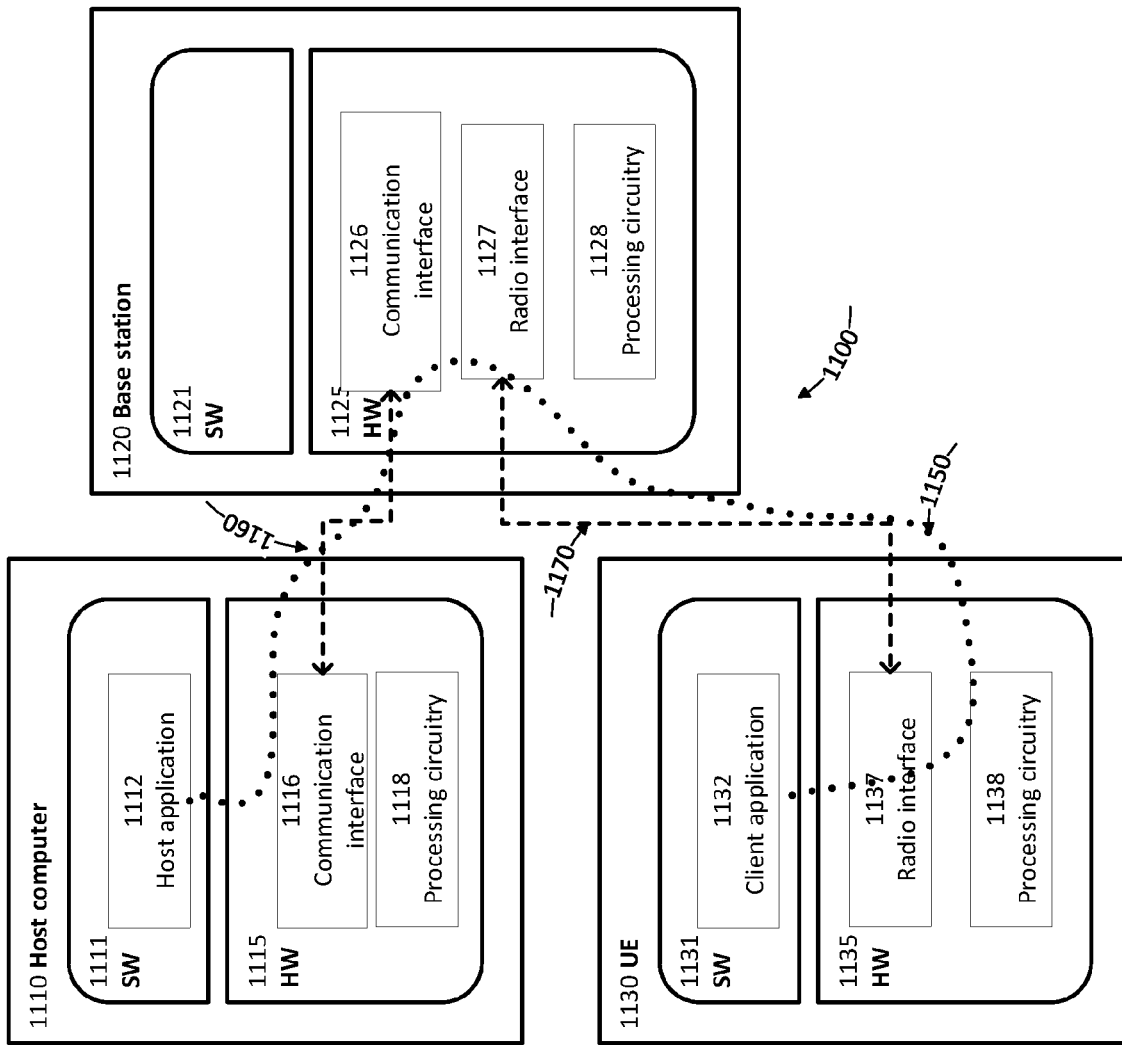 1110 Host computer
1111
SW
1112
Host application
1115
HW
1116
Communication
interface
1118
Processing circuitry
1120 Base station
1121
SW
1125
HW
1126
Communication
interface
1127
Radio interface
1128
Processing circuitry
1130 UE
1131
SW
1132
Client application
1135
HW
1137
Radio interface
1138
Processing circuitry
1160
1170
1150
1100